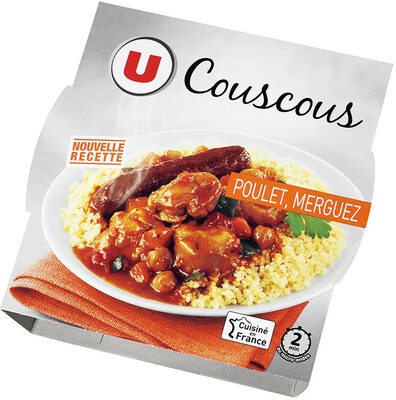 U
Couscous
NOUVELLE
RECETTE
POULET, MERGUEZ
Cuisiné
en
France
2
min